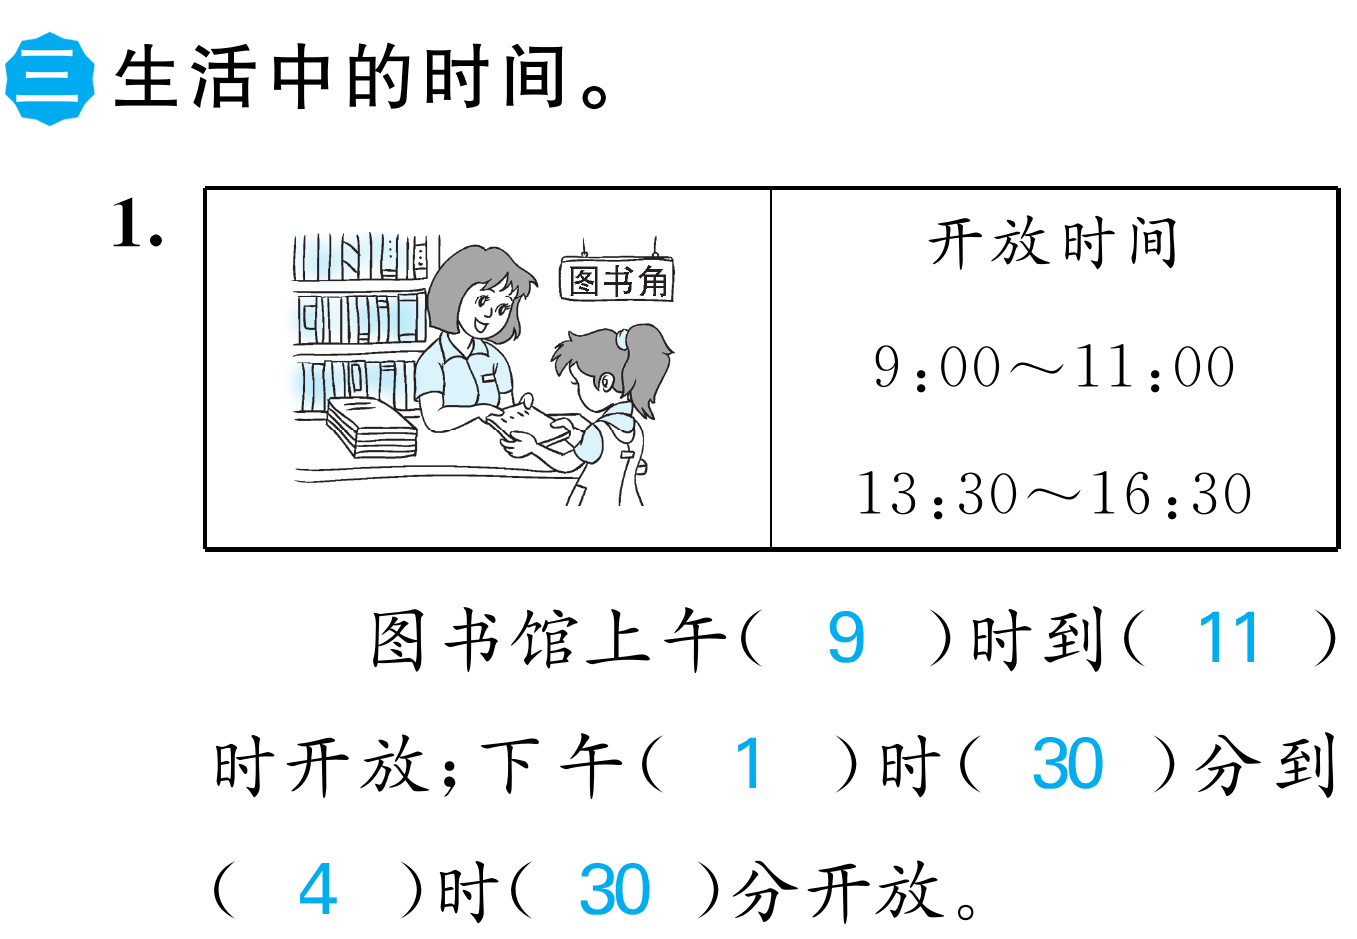 三 生活中的时间。
1.
图书角
开放时间
9:00～11:00
13:30～16:30
图书馆上午( 9 )时到( 11 )
时开放;下午( 1 )时( 30 )分到
( 4 )时( 30 )分开放。